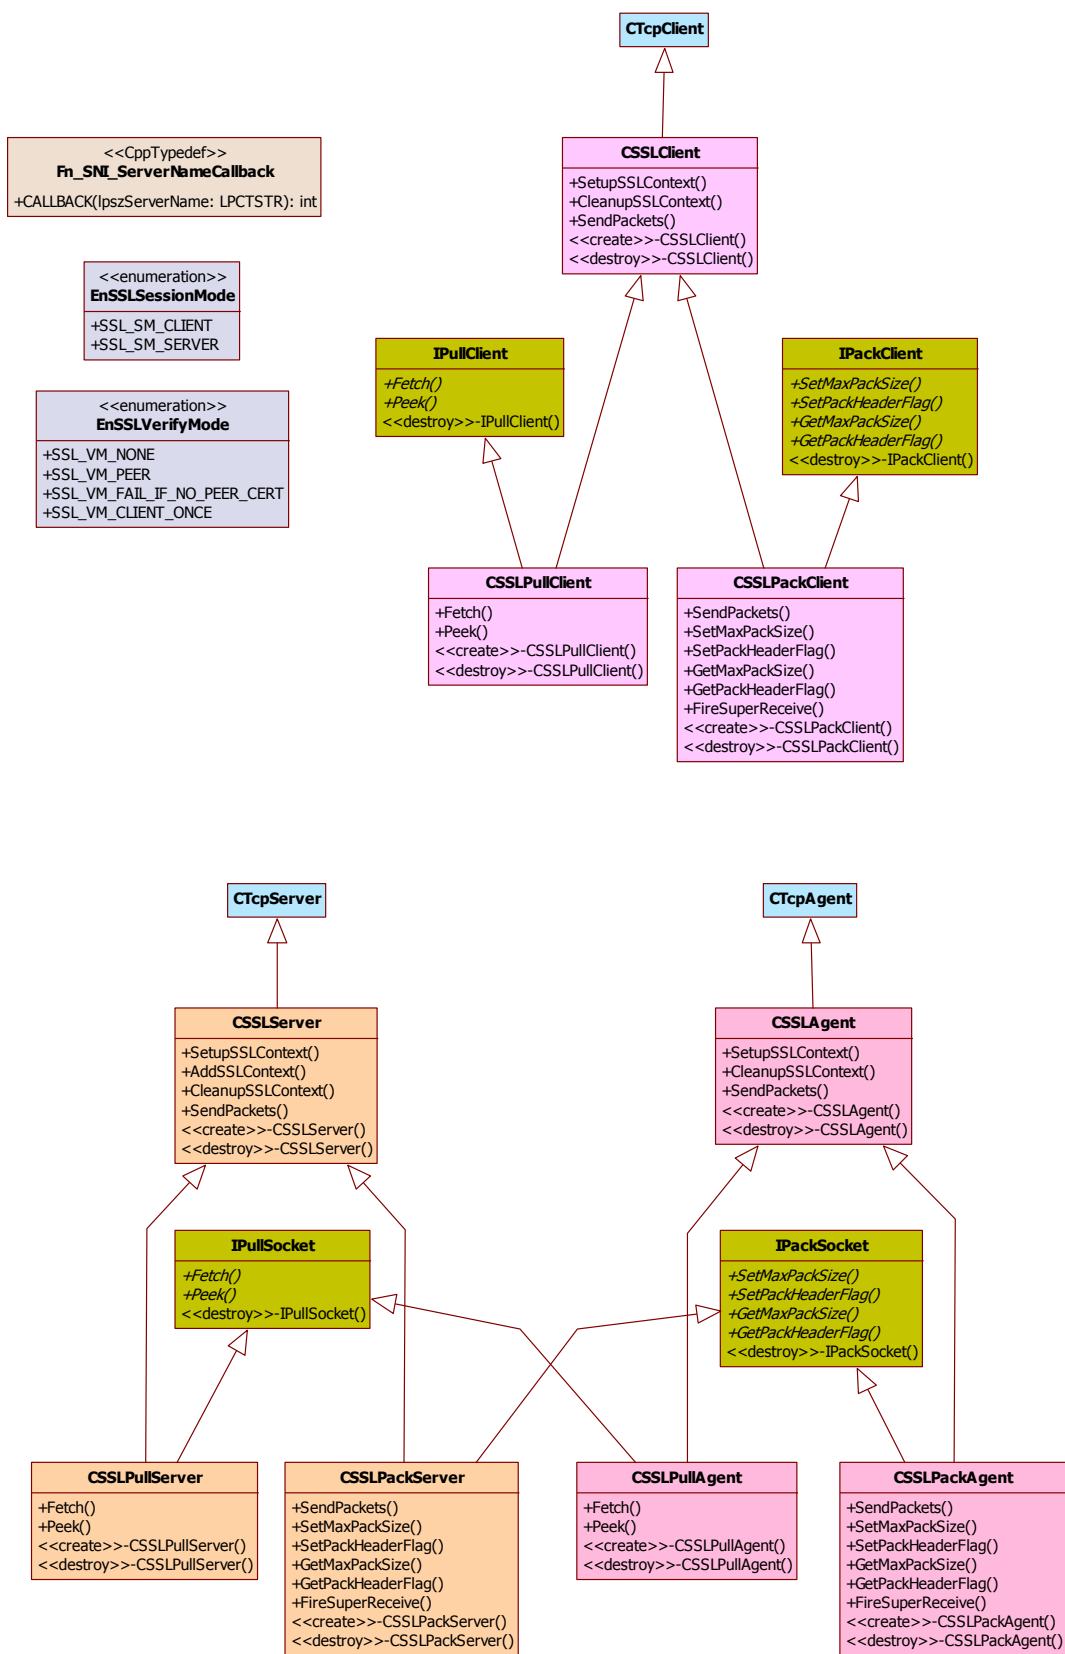 CTcpClient
<<CppTypedef>>
Fn_SNI_ServerNameCallback
+CALLBACK(lpszServerName: LPCTSTR): int
CSSLClient
+SetupSSLContext()
+CleanupSSLContext()
+SendPackets()
<<create>>-CSSLClient()
<<destroy>>-CSSLClient()
<<enumeration>>
EnSSLSessionMode
+SSL_SM_CLIENT
+SSL_SM_SERVER
IPullClient
+Fetch()
+Peek()
<<destroy>>-IPullClient()
IPackClient
+SetMaxPackSize()
+SetPackHeaderFlag()
+GetMaxPackSize()
+GetPackHeaderFlag()
<<destroy>>-IPackClient()
<<enumeration>>
EnSSLVerifyMode
+SSL_VM_NONE
+SSL_VM_PEER
+SSL_VM_FAIL_IF_NO_PEER_CERT
+SSL_VM_CLIENT_ONCE
CSSLPullClient
+Fetch()
+Peek()
<<create>>-CSSLPullClient()
<<destroy>>-CSSLPullClient()
CSSLPackClient
+SendPackets()
+SetMaxPackSize()
+SetPackHeaderFlag()
+GetMaxPackSize()
+GetPackHeaderFlag()
+FireSuperReceive()
<<create>>-CSSLPackClient()
<<destroy>>-CSSLPackClient()
CTcpServer
CTcpAgent
CSSLServer
+SetupSSLContext()
+AddSSLContext()
+CleanupSSLContext()
+SendPackets()
<<create>>-CSSLServer()
<<destroy>>-CSSLServer()
CSSLAgent
+SetupSSLContext()
+CleanupSSLContext()
+SendPackets()
<<create>>-CSSLAgent()
<<destroy>>-CSSLAgent()
IPullSocket
+Fetch()
+Peek()
<<destroy>>-IPullSocket()
IPackSocket
+SetMaxPackSize()
+SetPackHeaderFlag()
+GetMaxPackSize()
+GetPackHeaderFlag()
<<destroy>>-IPackSocket()
CSSLPullServer
+Fetch()
+Peek()
<<create>>-CSSLPullServer()
<<destroy>>-CSSLPullServer()
CSSLPackServer
+SendPackets()
+SetMaxPackSize()
+SetPackHeaderFlag()
+GetMaxPackSize()
+GetPackHeaderFlag()
+FireSuperReceive()
<<create>>-CSSLPackServer()
<<destroy>>-CSSLPackServer()
CSSLPullAgent
+Fetch()
+Peek()
<<create>>-CSSLPullAgent()
<<destroy>>-CSSLPullAgent()
CSSLPackAgent
+SendPackets()
+SetMaxPackSize()
+SetPackHeaderFlag()
+GetMaxPackSize()
+GetPackHeaderFlag()
+FireSuperReceive()
<<create>>-CSSLPackAgent()
<<destroy>>-CSSLPackAgent()